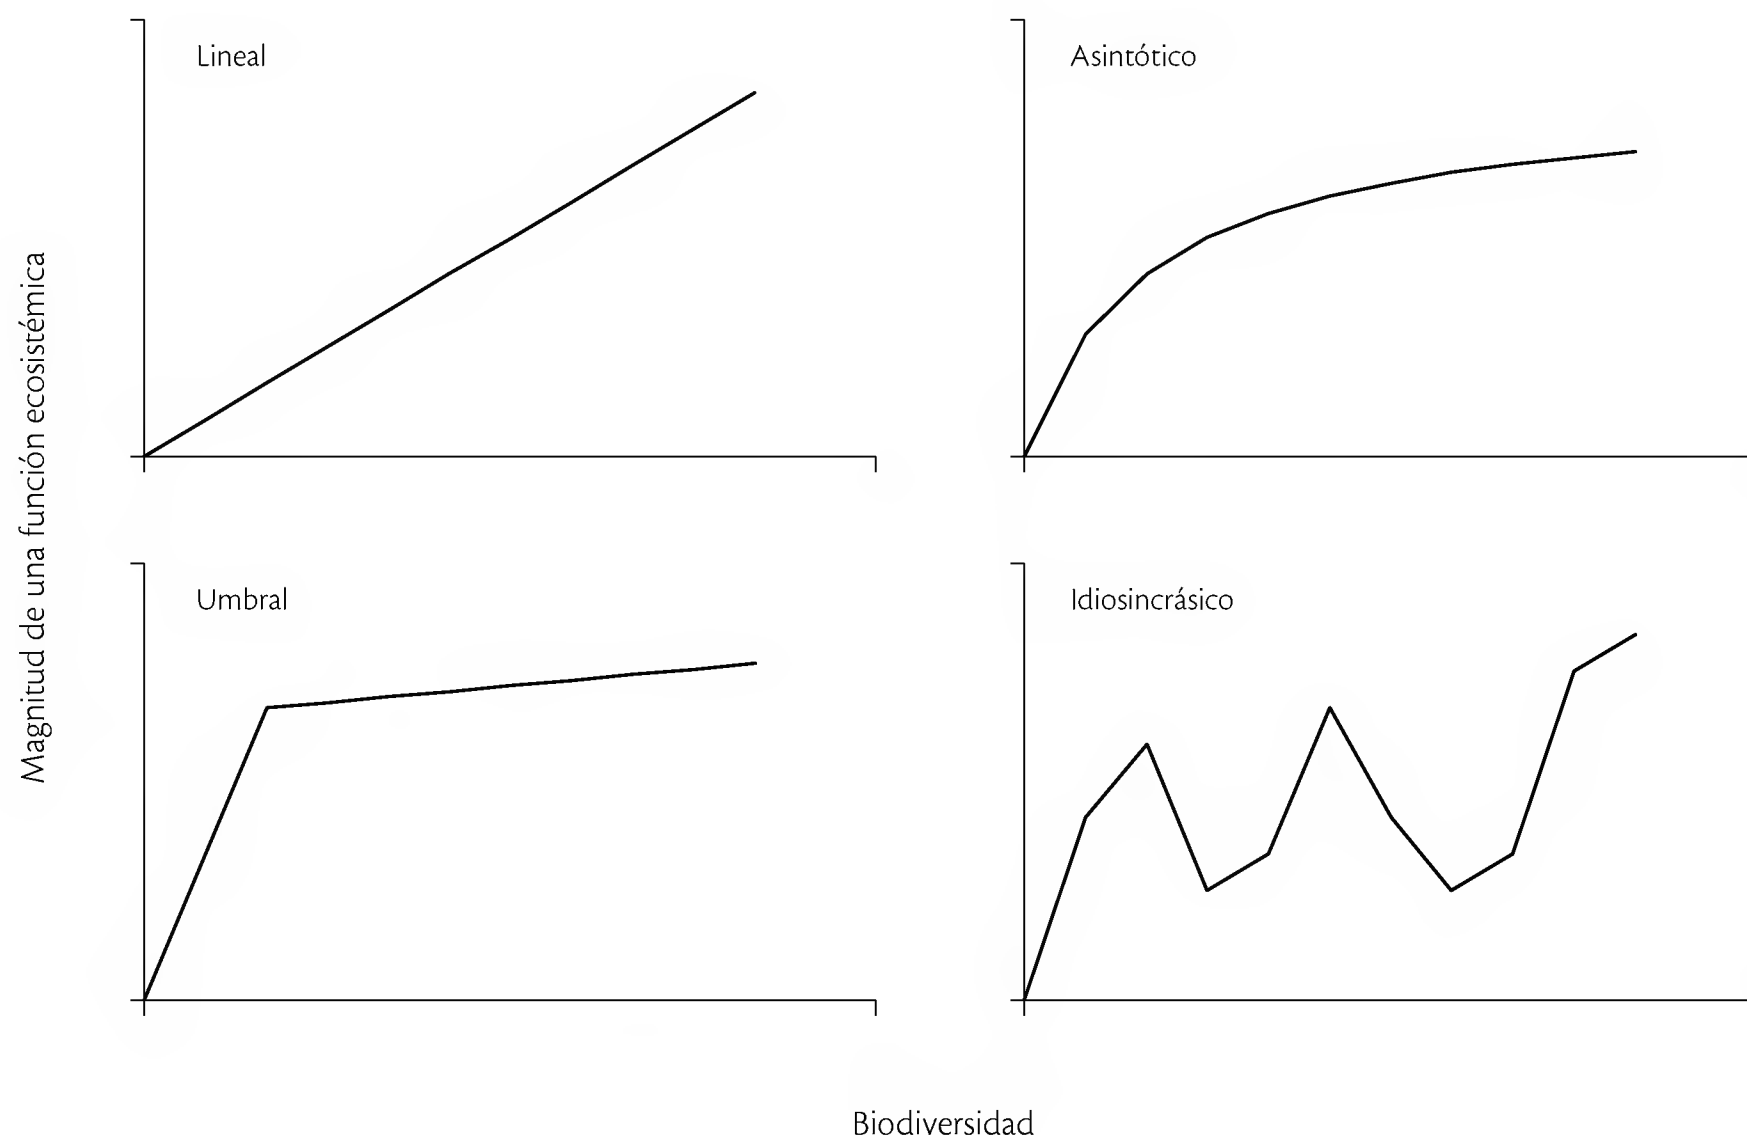 Lineal
Asintótico
Magnitud de una función ecosistémica
Umbral
Idiosincrásico
Biodiversidad